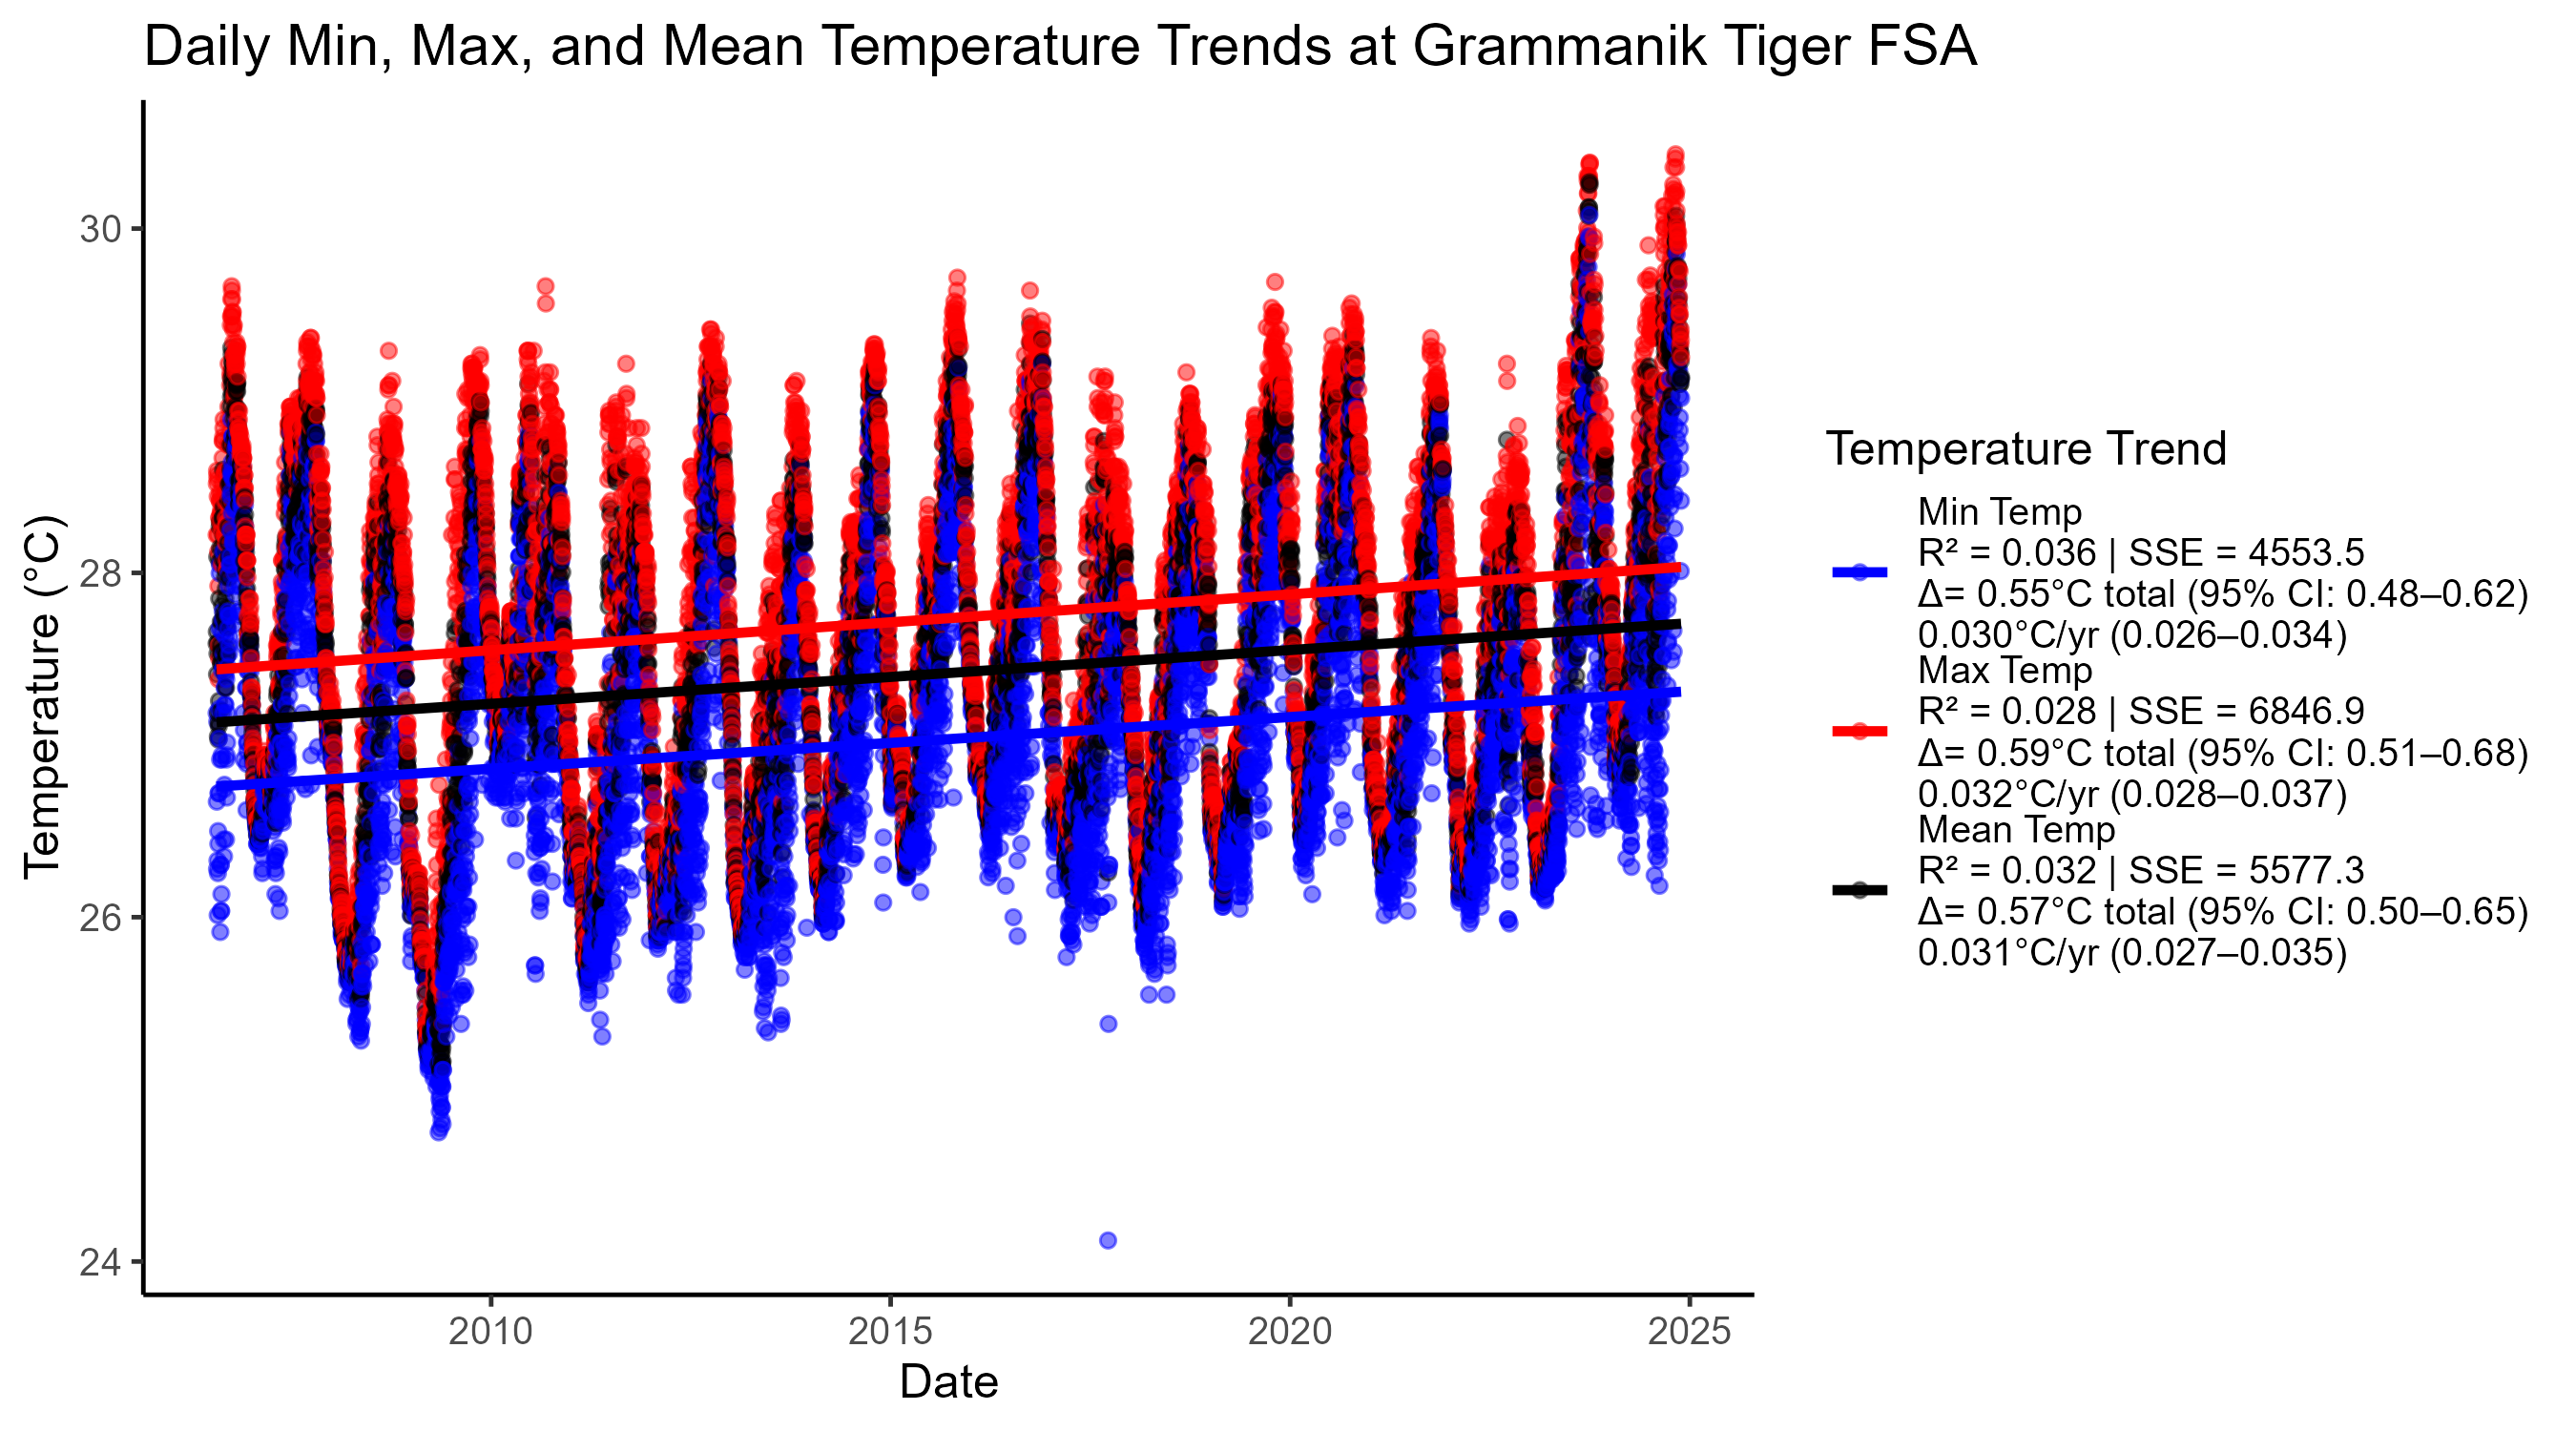 Daily Min, Max, and Mean Temperature Trends at Grammanik Tiger FSA
30
28
26
24
Temperature (°C)
2010
2015
2020
2025
Date
Temperature Trend
Min Temp
R² = 0.036 | SSE = 4553.5
Δ= 0.55°C total (95% CI: 0.48–0.62)
0.030°C/yr (0.026–0.034)
Max Temp
R² = 0.028 | SSE = 6846.9
Δ= 0.59°C total (95% CI: 0.51–0.68)
0.032°C/yr (0.028–0.037)
Mean Temp
R² = 0.032 | SSE = 5577.3
Δ= 0.57°C total (95% CI: 0.50–0.65)
0.031°C/yr (0.027–0.035)